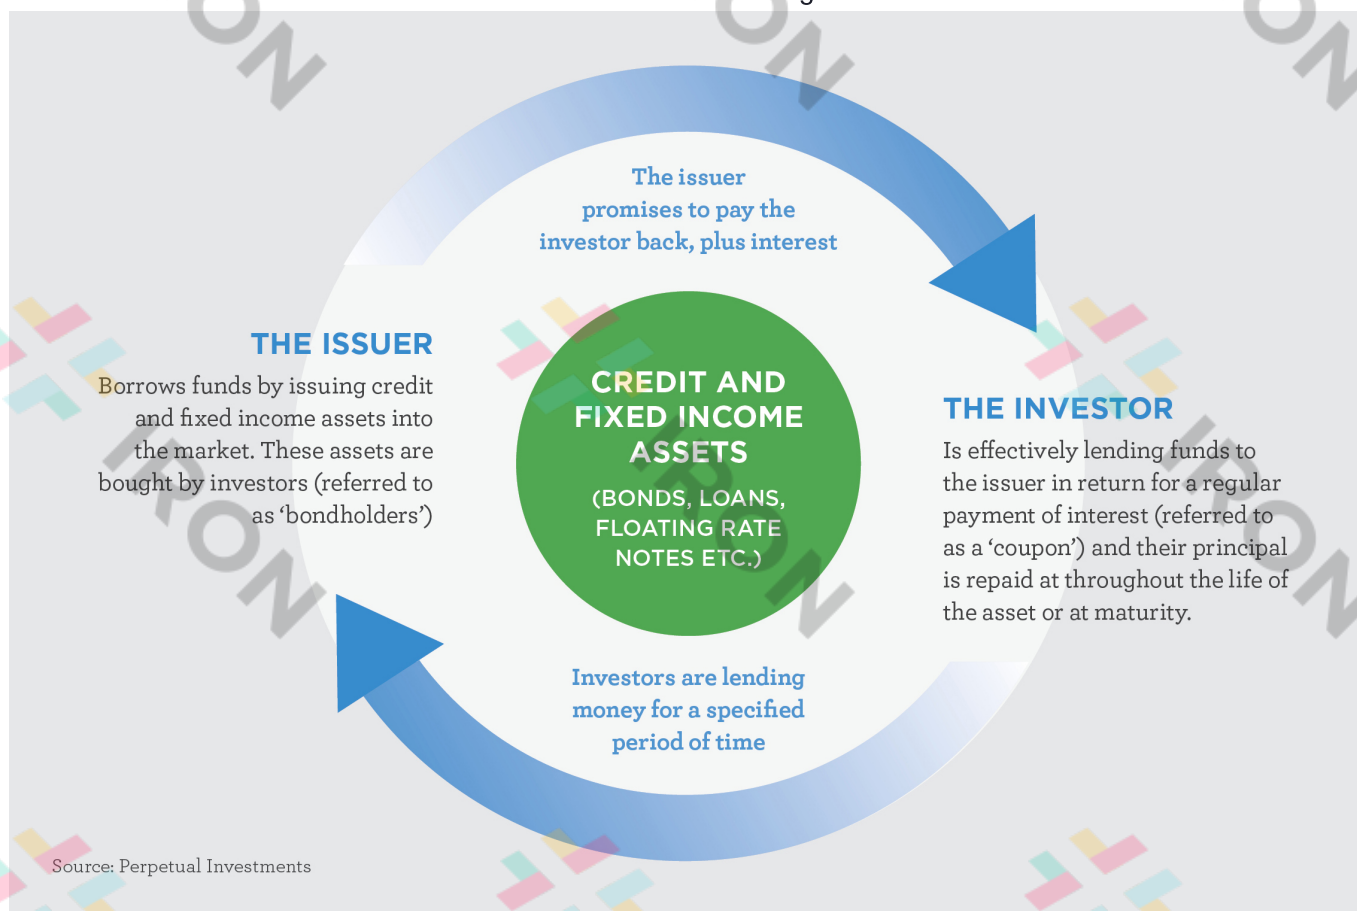 The issuer
promises to pay the
investor back, plus interest
THE ISSUER
Borrows funds by issuing credit
and fixed income assets into
the market. These assets are
bought by investors (referred to
as ‘bondholders’)
CREDIT AND
FIXED INCOME
ASSETS
(BONDS, LOANS,
FLOATING RATE
NOTES ETC.)
THE INVESTOR
Is effectively lending funds to
the issuer in return for a regular
payment of interest (referred to
as a ‘coupon’) and their principal
is repaid at throughout the life of
the asset or at maturity.
Investors are lending
money for a specified
period of time
Source: Perpetual Investments
IRON
IRON
IRON